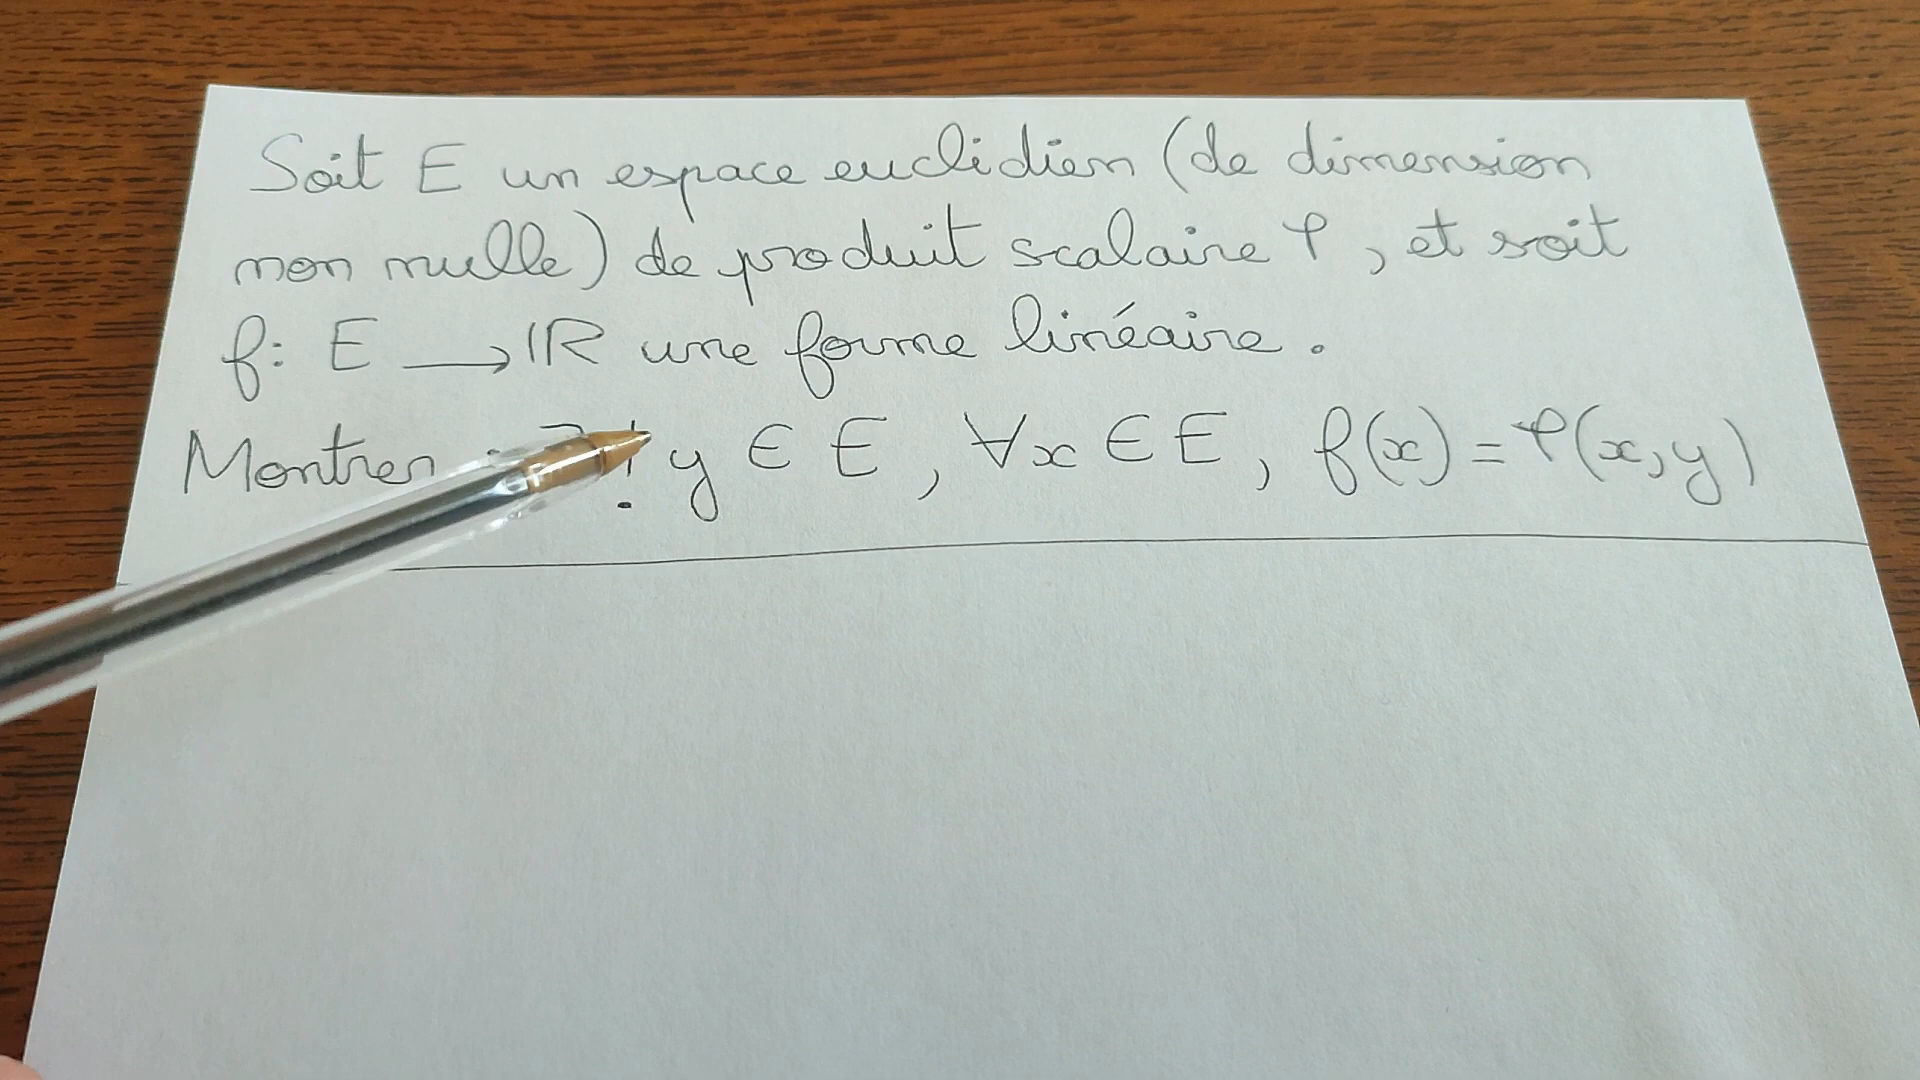 Soit E un espace euclidien (de dimension
non nulle) de produit scalaire φ, et soit
f: E → ℝ une forme linéaire.
Montrer : ∃! y ∈ E, ∀x ∈ E, f(x) = φ(x,y)